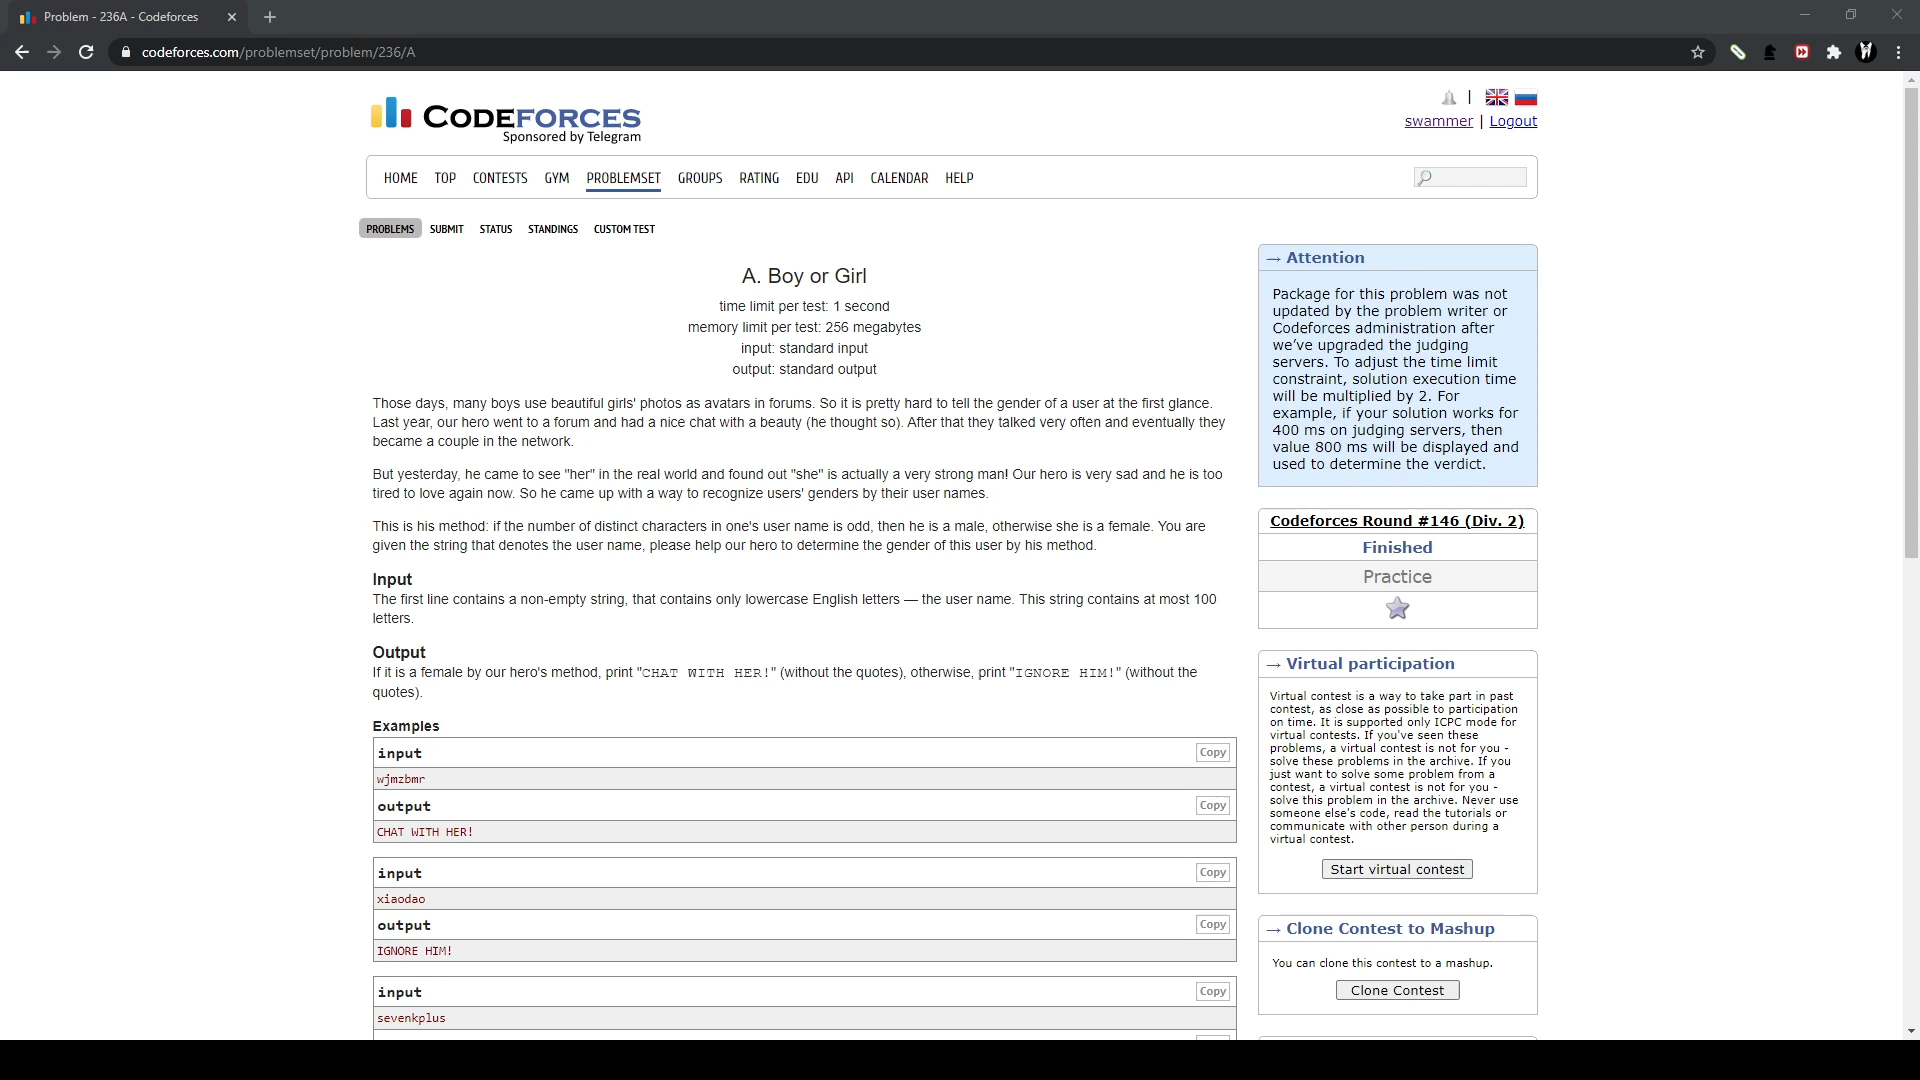 Problem - 236A - Codeforces
codeforces.com/problemset/problem/236/A
CODEFORCES
Sponsored by Telegram
swammer | Logout
HOME TOP CONTESTS GYM PROBLEMSET GROUPS RATING EDU API CALENDAR HELP
PROBLEMS SUBMIT STATUS STANDINGS CUSTOM TEST
A. Boy or Girl
time limit per test: 1 second
memory limit per test: 256 megabytes
input: standard input
output: standard output
Those days, many boys use beautiful girls' photos as avatars in forums. So it is pretty hard to tell the gender of a user at the first glance.
Last year, our hero went to a forum and had a nice chat with a beauty (he thought so). After that they talked very often and eventually they
became a couple in the network.
But yesterday, he came to see "her" in the real world and found out "she" is actually a very strong man! Our hero is very sad and he is too
tired to love again now. So he came up with a way to recognize users' genders by their user names.
This is his method: if the number of distinct characters in one's user name is odd, then he is a male, otherwise she is a female. You are
given the string that denotes the user name, please help our hero to determine the gender of this user by his method.
Input
The first line contains a non-empty string, that contains only lowercase English letters — the user name. This string contains at most 100
letters.
Output
If it is a female by our hero's method, print "CHAT WITH HER!" (without the quotes), otherwise, print "IGNORE HIM!" (without the
quotes).
Examples
input Copy
wjmzbmr
output Copy
CHAT WITH HER!
input Copy
xiaodao
output Copy
IGNORE HIM!
input Copy
sevenkplus
→ Attention
Package for this problem was not
updated by the problem writer or
Codeforces administration after
we’ve upgraded the judging
servers. To adjust the time limit
constraint, solution execution time
will be multiplied by 2. For
example, if your solution works for
400 ms on judging servers, then
value 800 ms will be displayed and
used to determine the verdict.
Codeforces Round #146 (Div. 2)
Finished
Practice
→ Virtual participation
Virtual contest is a way to take part in past
contest, as close as possible to participation
on time. It is supported only ICPC mode for
virtual contests. If you've seen these
problems, a virtual contest is not for you -
solve these problems in the archive. If you
just want to solve some problem from a
contest, a virtual contest is not for you -
solve this problem in the archive. Never use
someone else's code, read the tutorials or
communicate with other person during a
virtual contest.
Start virtual contest
→ Clone Contest to Mashup
You can clone this contest to a mashup.
Clone Contest